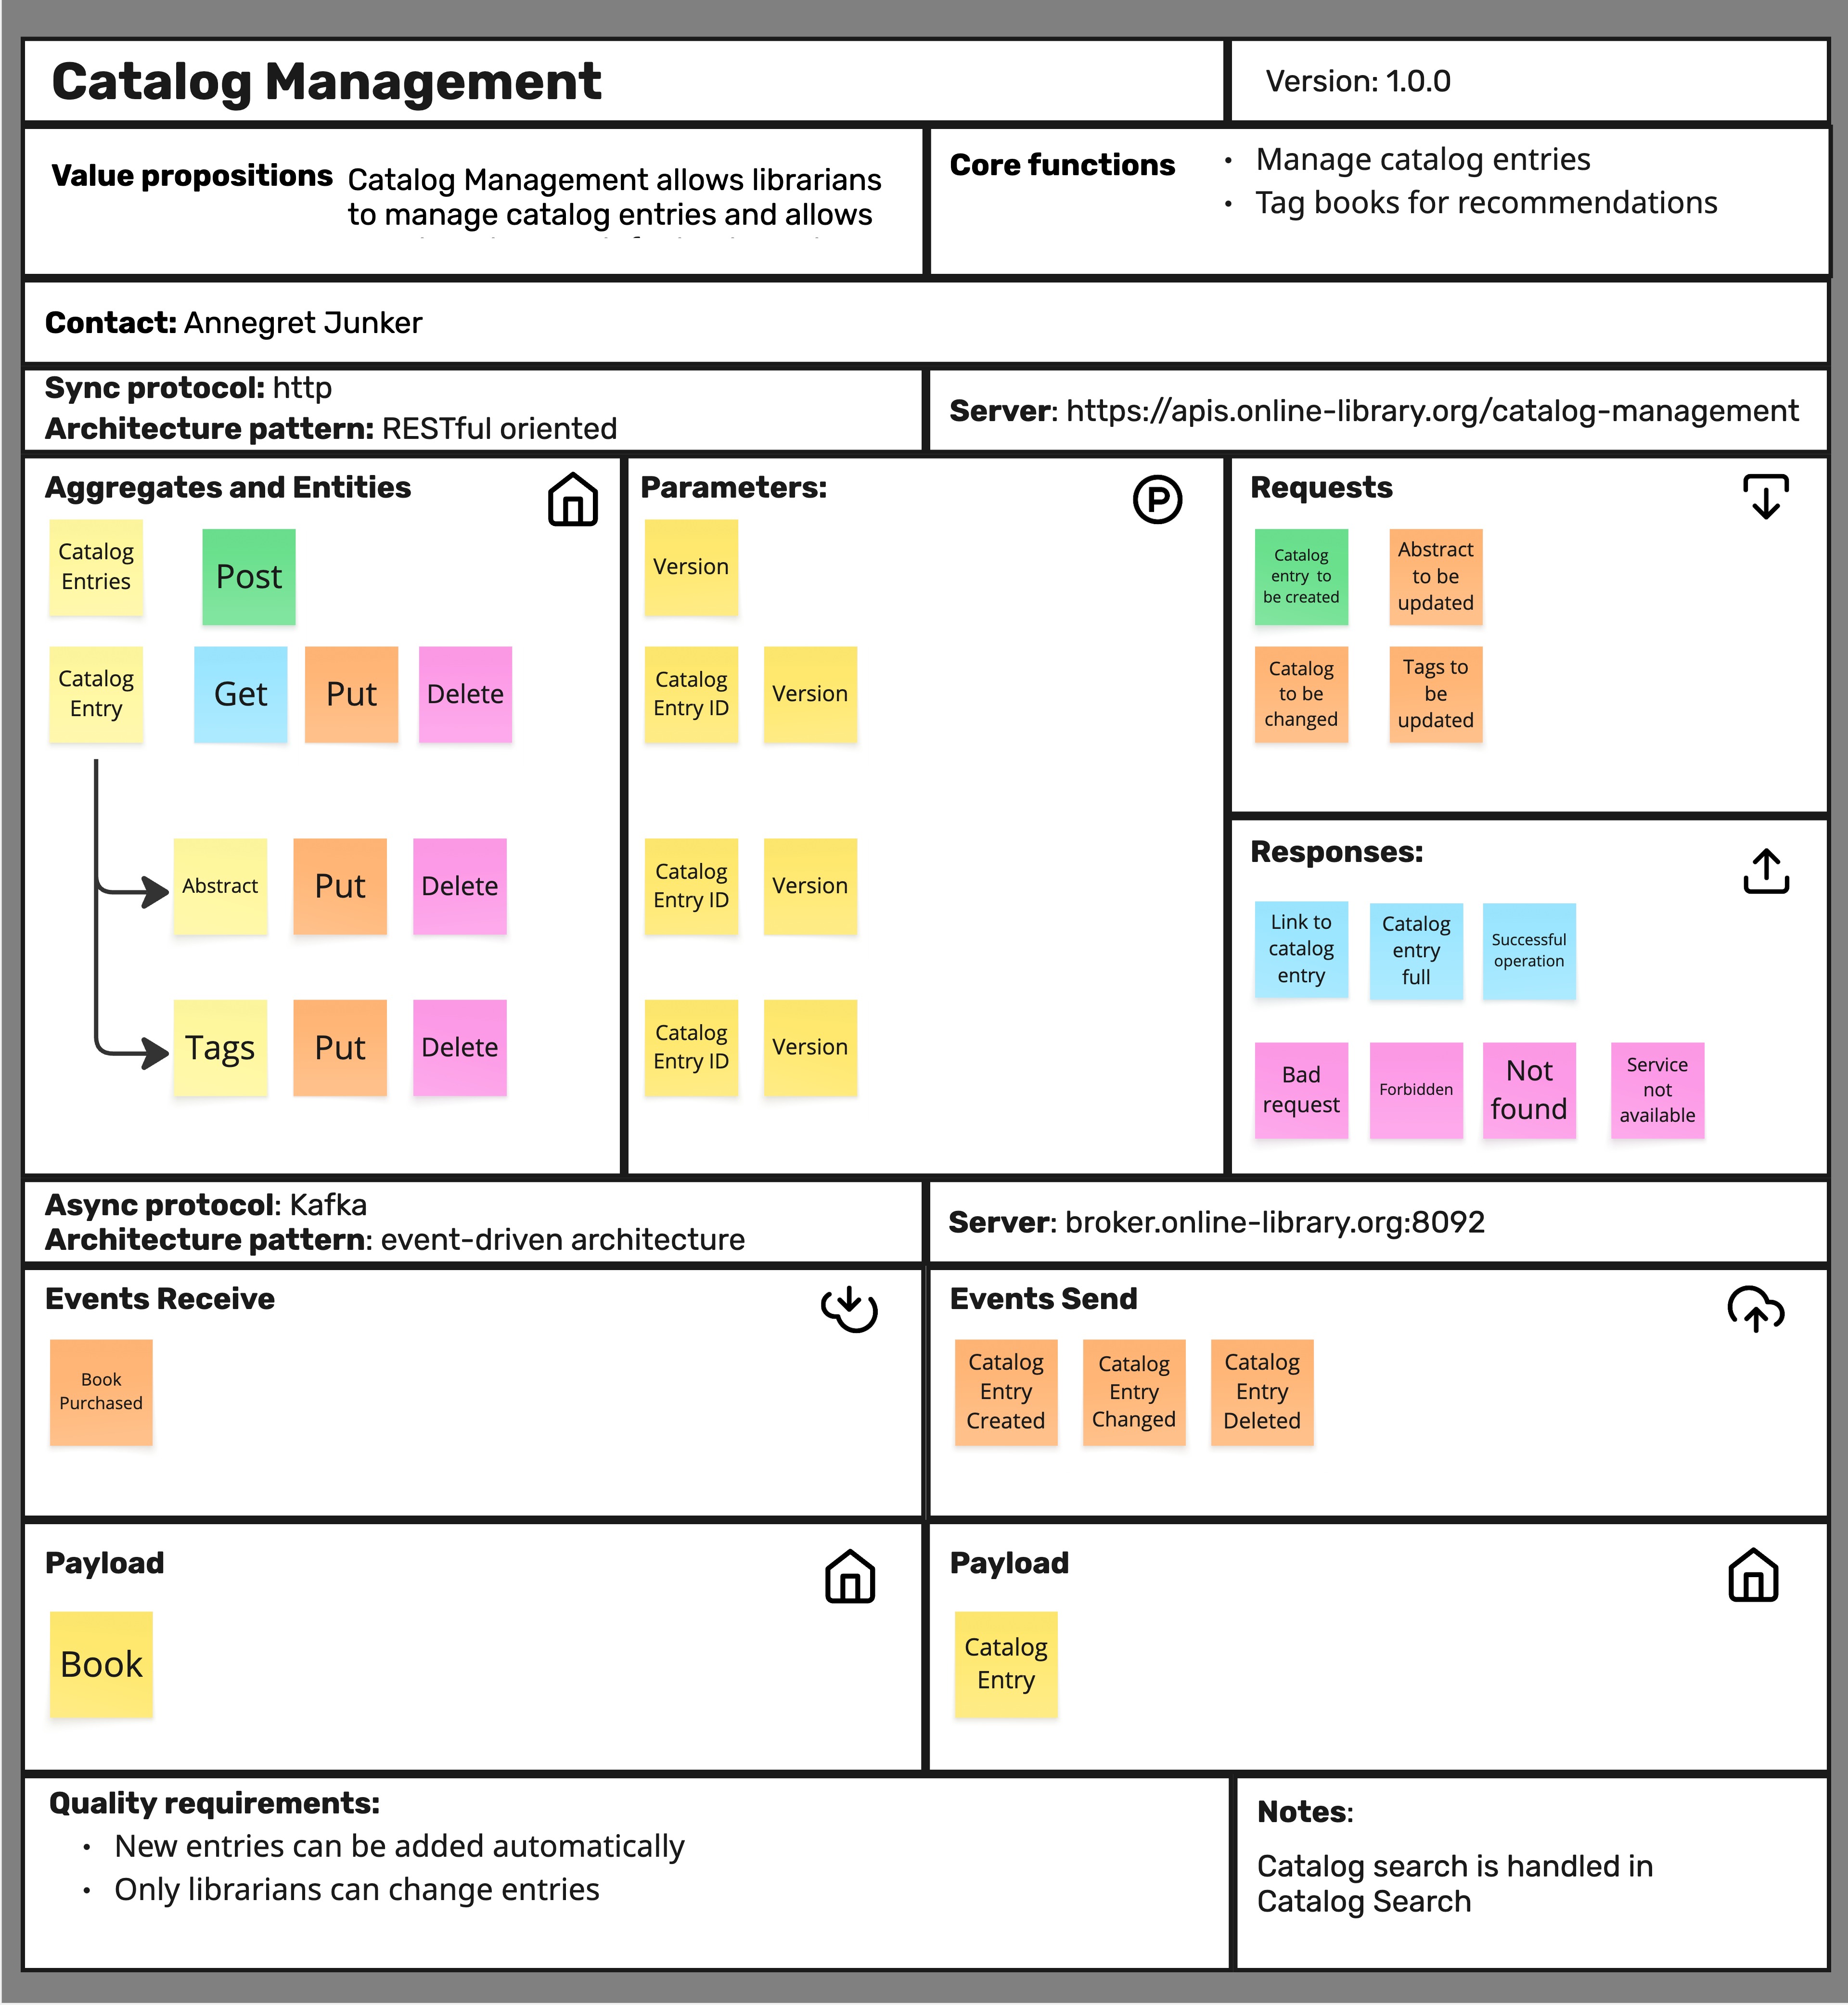 Catalog Management
Version: 1.0.0
Value propositions
Catalog Management allows librarians
to manage catalog entries and allows
Core functions
• Manage catalog entries
• Tag books for recommendations
Contact: Annegret Junker
Sync protocol: http
Architecture pattern: RESTful oriented
Server: https://apis.online-library.org/catalog-management
Aggregates and Entities
Catalog
Entries
Post
Catalog
Entry
Get
Put
Delete
Abstract
Put
Delete
Tags
Put
Delete
Parameters:
P
Version
Catalog
Entry ID
Version
Catalog
Entry ID
Version
Catalog
Entry ID
Version
Requests
Catalog
entry to
be created
Abstract
to be
updated
Catalog
to be
changed
Tags to
be
updated
Responses:
Link to
catalog
entry
Catalog
entry
full
Successful
operation
Bad
request
Forbidden
Not
found
Service
not
available
Async protocol: Kafka
Architecture pattern: event-driven architecture
Server: broker.online-library.org:8092
Events Receive
Book
Purchased
Events Send
Catalog
Entry
Created
Catalog
Entry
Changed
Catalog
Entry
Deleted
Payload
Book
Payload
Catalog
Entry
Quality requirements:
• New entries can be added automatically
• Only librarians can change entries
Notes:
Catalog search is handled in
Catalog Search